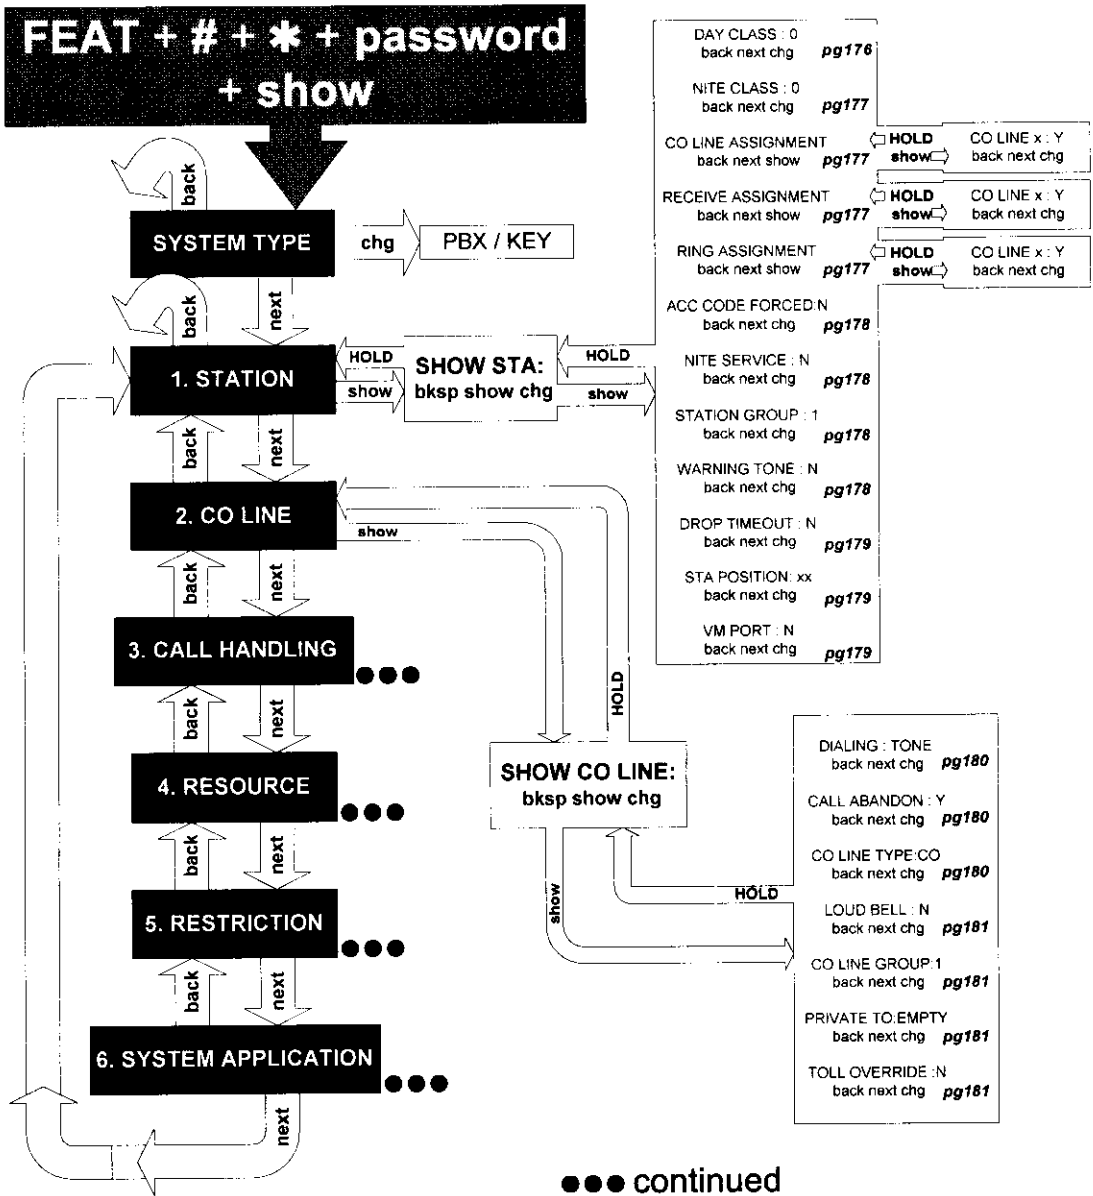 FEAT + # + * + password
+ show
back
SYSTEM TYPE
chg
PBX / KEY
back
next
1. STATION
HOLD
show
SHOW STA:
bksp show chg
HOLD
show
back
next
2. CO LINE
show
HOLD
back
next
3. CALL HANDLING
●●●
back
next
4. RESOURCE
●●●
back
next
5. RESTRICTION
●●●
back
next
6. SYSTEM APPLICATION
●●●
next
DAY CLASS : 0
back next chg pg176
NITE CLASS : 0
back next chg pg177
CO LINE ASSIGNMENT
back next show pg177
HOLD
show
CO LINE x : Y
back next chg
RECEIVE ASSIGNMENT
back next show pg177
HOLD
show
CO LINE x : Y
back next chg
RING ASSIGNMENT
back next show pg177
HOLD
show
CO LINE x : Y
back next chg
ACC CODE FORCED:N
back next chg pg178
NITE SERVICE : N
back next chg pg178
STATION GROUP : 1
back next chg pg178
WARNING TONE : N
back next chg pg178
DROP TIMEOUT : N
back next chg pg179
STA POSITION: xx
back next chg pg179
VM PORT : N
back next chg pg179
SHOW CO LINE:
bksp show chg
show
HOLD
DIALING : TONE
back next chg pg180
CALL ABANDON : Y
back next chg pg180
CO LINE TYPE:CO
back next chg pg180
LOUD BELL : N
back next chg pg181
CO LINE GROUP:1
back next chg pg181
PRIVATE TO:EMPTY
back next chg pg181
TOLL OVERRIDE :N
back next chg pg181
●●● continued